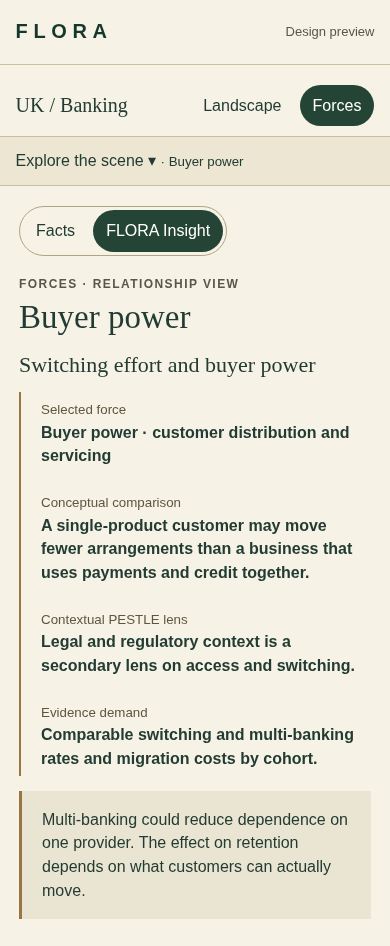 FLORA
Design preview
UK / Banking
Landscape
Forces
Explore the scene ▾ · Buyer power
Facts
FLORA Insight
FORCES · RELATIONSHIP VIEW
Buyer power
Switching effort and buyer power
Selected force
Buyer power · customer distribution and
servicing
Conceptual comparison
A single-product customer may move
fewer arrangements than a business that
uses payments and credit together.
Contextual PESTLE lens
Legal and regulatory context is a
secondary lens on access and switching.
Evidence demand
Comparable switching and multi-banking
rates and migration costs by cohort.
Multi-banking could reduce dependence on
one provider. The effect on retention
depends on what customers can actually
move.